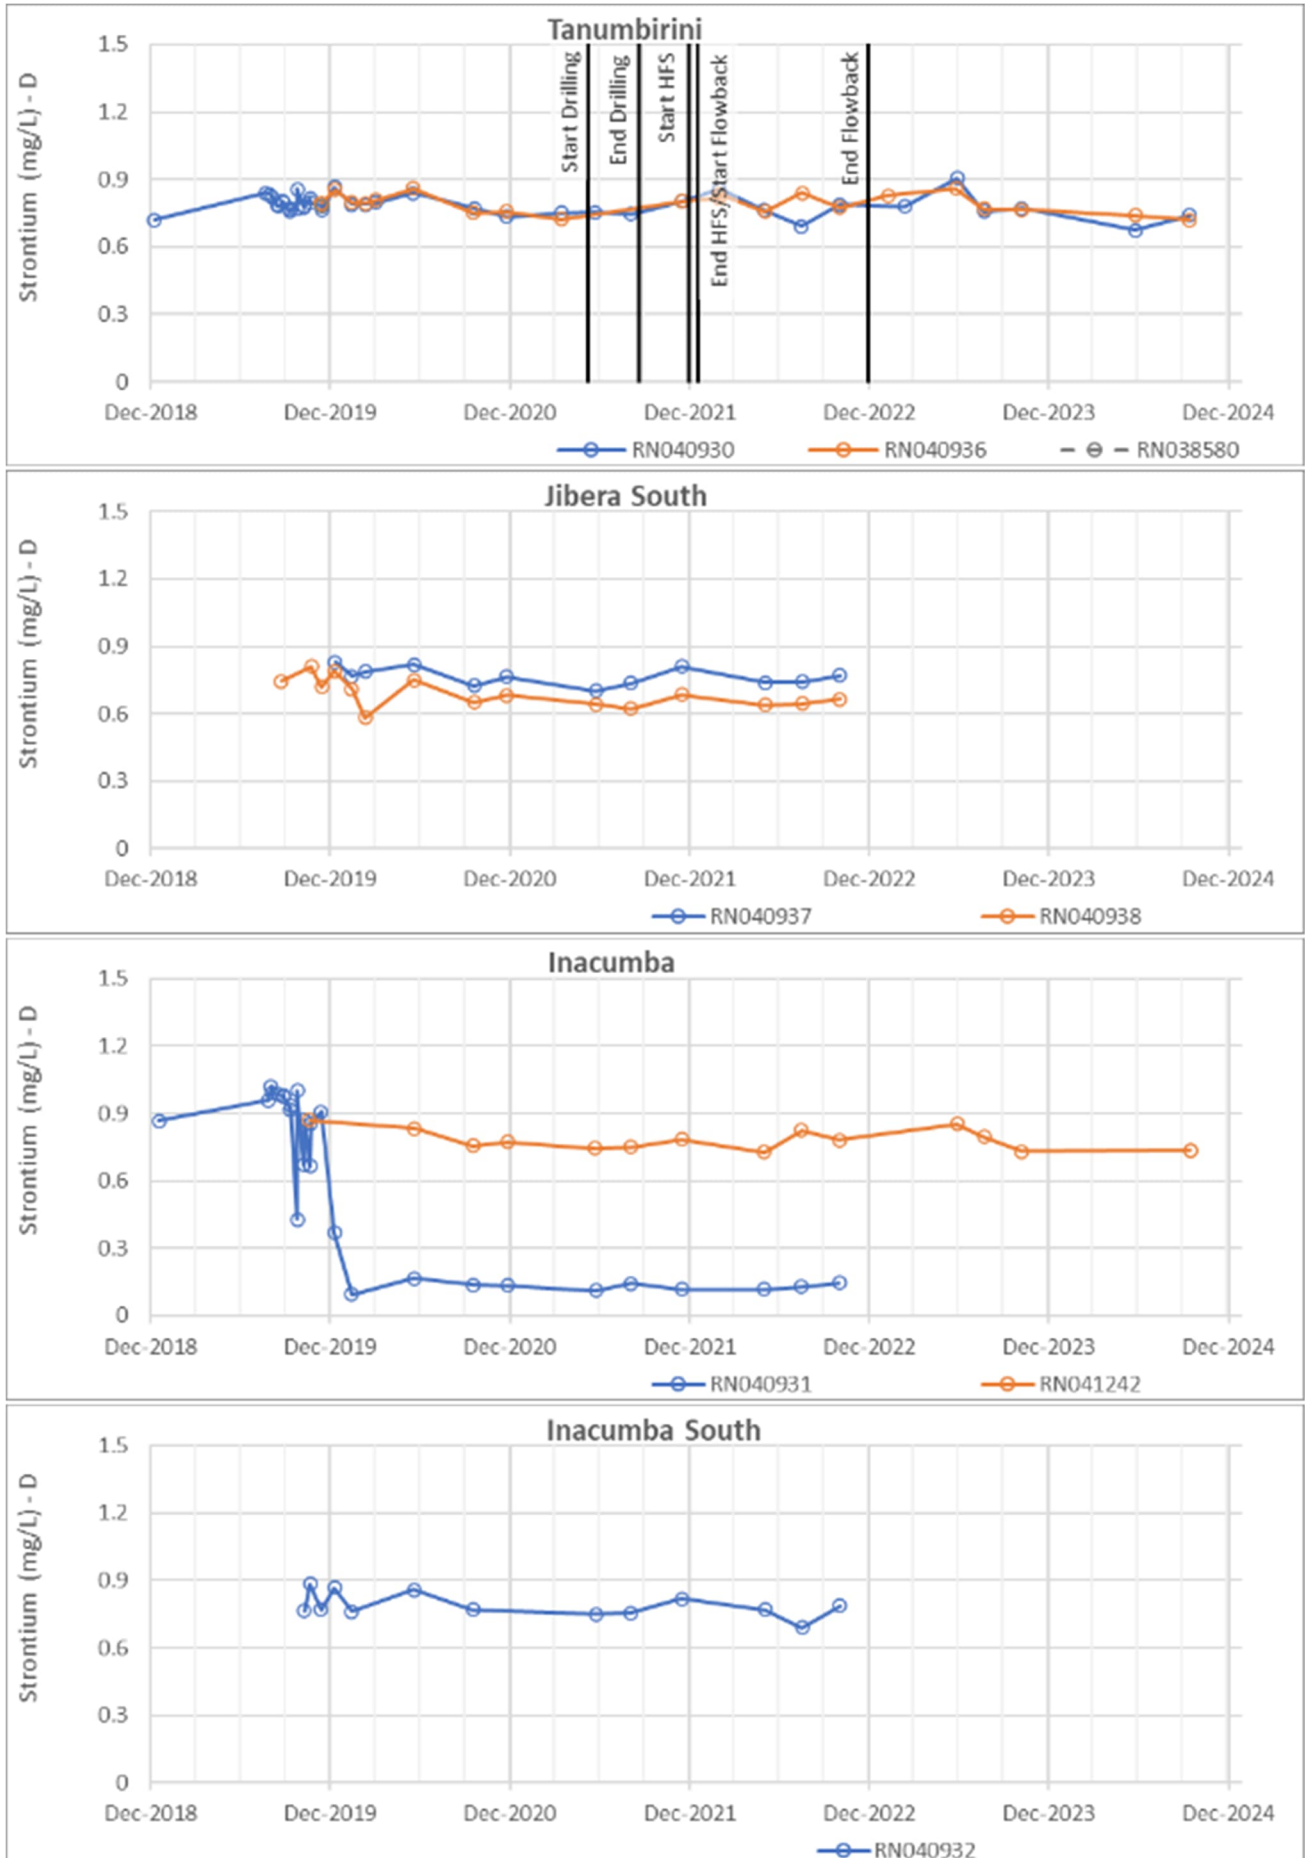 Tanumbirini
Strontium (mg/L) - D
1.5
1.2
0.9
0.6
0.3
0
Start Drilling
End Drilling
Start HFS
End HFS/Start Flowback
End Flowback
Dec-2018 Dec-2019 Dec-2020 Dec-2021 Dec-2022 Dec-2023 Dec-2024
RN040930 RN040936 RN038580
Jibera South
Strontium (mg/L) - D
1.5
1.2
0.9
0.6
0.3
0
Dec-2018 Dec-2019 Dec-2020 Dec-2021 Dec-2022 Dec-2023 Dec-2024
RN040937 RN040938
Inacumba
Strontium (mg/L) - D
1.5
1.2
0.9
0.6
0.3
0
Dec-2018 Dec-2019 Dec-2020 Dec-2021 Dec-2022 Dec-2023 Dec-2024
RN040931 RN041242
Inacumba South
Strontium (mg/L) - D
1.5
1.2
0.9
0.6
0.3
0
Dec-2018 Dec-2019 Dec-2020 Dec-2021 Dec-2022 Dec-2023 Dec-2024
RN040932